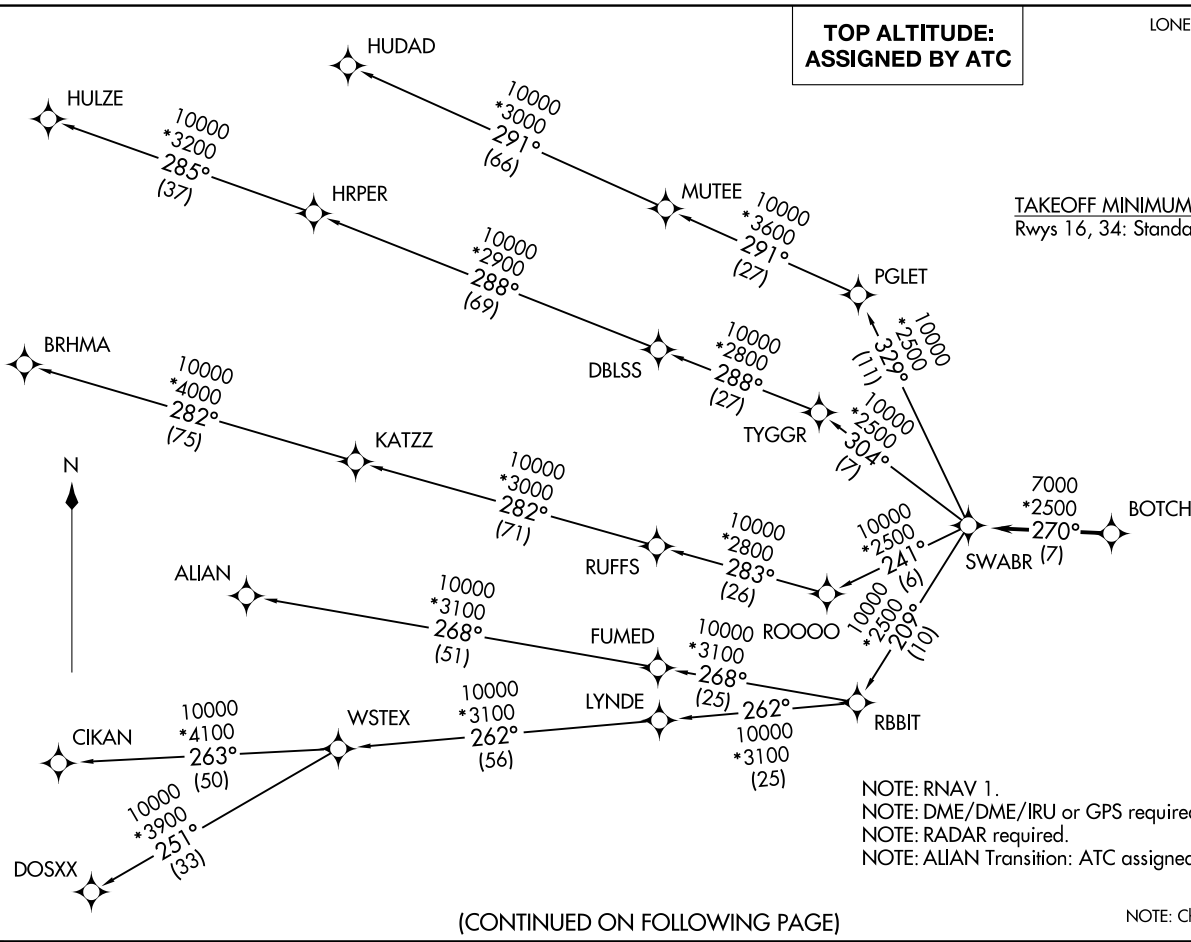 TOP ALTITUDE:
ASSIGNED BY ATC
LONE
HUDAD
HULZE
10000
*3000
291°
(66)
10000
*3200
285°
(37)
HRPER
MUTEE
10000
*3600
291°
(27)
TAKEOFF MINIMUM
Rwys 16, 34: Standa
10000
*2900
288°
(69)
PGLET
BRHMA
10000
*4000
282°
(75)
DBLSS
10000
*2800
288°
(27)
10000
*2500
329°
(11)
TYGGR
10000
*2500
304°
(7)
KATZZ
N
10000
*3000
282°
(71)
7000
*2500
270°
(7)
BOTCH
SWABR
RUFFS
10000
*2800
283°
(26)
10000
*2500
241°
(6)
ALIAN
10000
*3100
268°
(51)
ROOOO
10000
*2500
209°
(10)
FUMED
10000
*3100
268°
(25)
LYNDE
262°
10000
*3100
(25)
RBBIT
WSTEX
10000
*3100
262°
(56)
CIKAN
10000
*4100
263°
(50)
10000
*3900
251°
(33)
DOSXX
NOTE: RNAV 1.
NOTE: DME/DME/IRU or GPS required
NOTE: RADAR required.
NOTE: ALIAN Transition: ATC assigned
(CONTINUED ON FOLLOWING PAGE)
NOTE: Ch